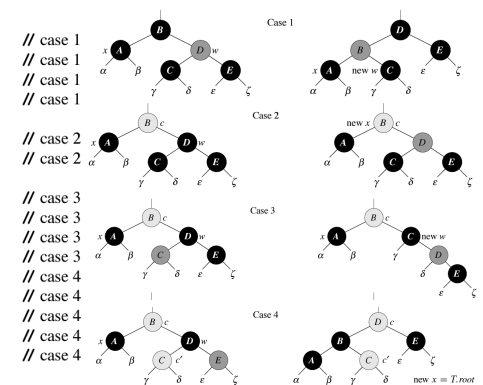 // case 1
// case 1
// case 1
// case 1
// case 2
// case 2
// case 3
// case 3
// case 3
// case 3
// case 4
// case 4
// case 4
// case 4
Case 1
B
x A D w
α β C E
γ δ ε ζ
D
B E
x A new w C ε ζ
α β γ δ
Case 2
B c
x A D w
α β C E
γ δ ε ζ
new x B c
A D
α β C E
γ δ ε ζ
Case 3
B c
x A D w
α β C E
γ δ ε ζ
B c
A C new w
α β γ D
δ E
ε ζ
Case 4
B c
x A D w
α β C c′ E
γ δ ε ζ
D c
B E
A C c′ ε ζ
α β γ δ new x = T.root